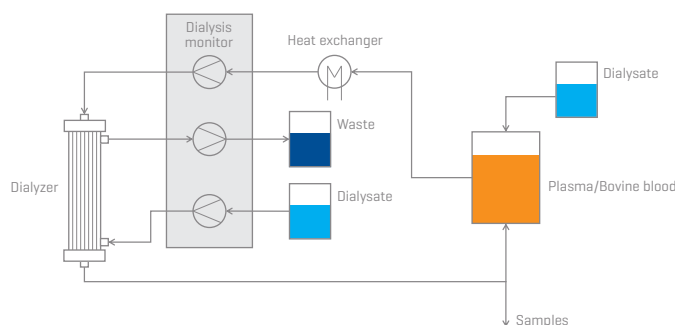 Dialysis
monitor
Heat exchanger
Dialysate
Waste
Dialyzer
Plasma/Bovine blood
Dialysate
Samples